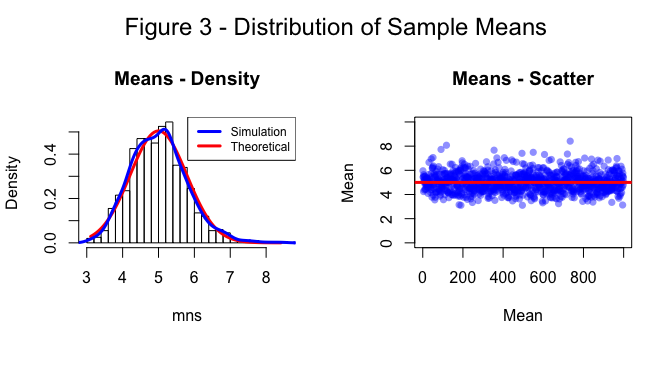 Figure 3 - Distribution of Sample Means
Means - Density
Density
0.0
0.2
0.4
Simulation
Theoretical
3 4 5 6 7 8
mns
Means - Scatter
Mean
0
2
4
6
8
0 200 400 600 800
Mean